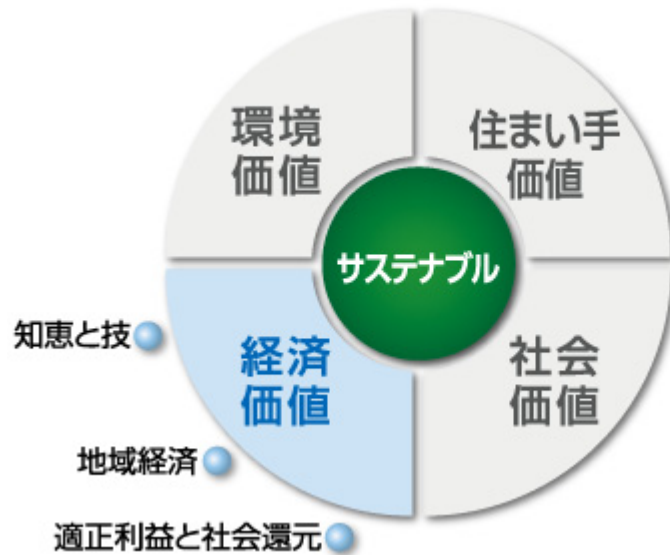 環境
価値
住まい手
価値
サステナブル
知恵と技
経済
価値
社会
価値
地域経済
適正利益と社会還元